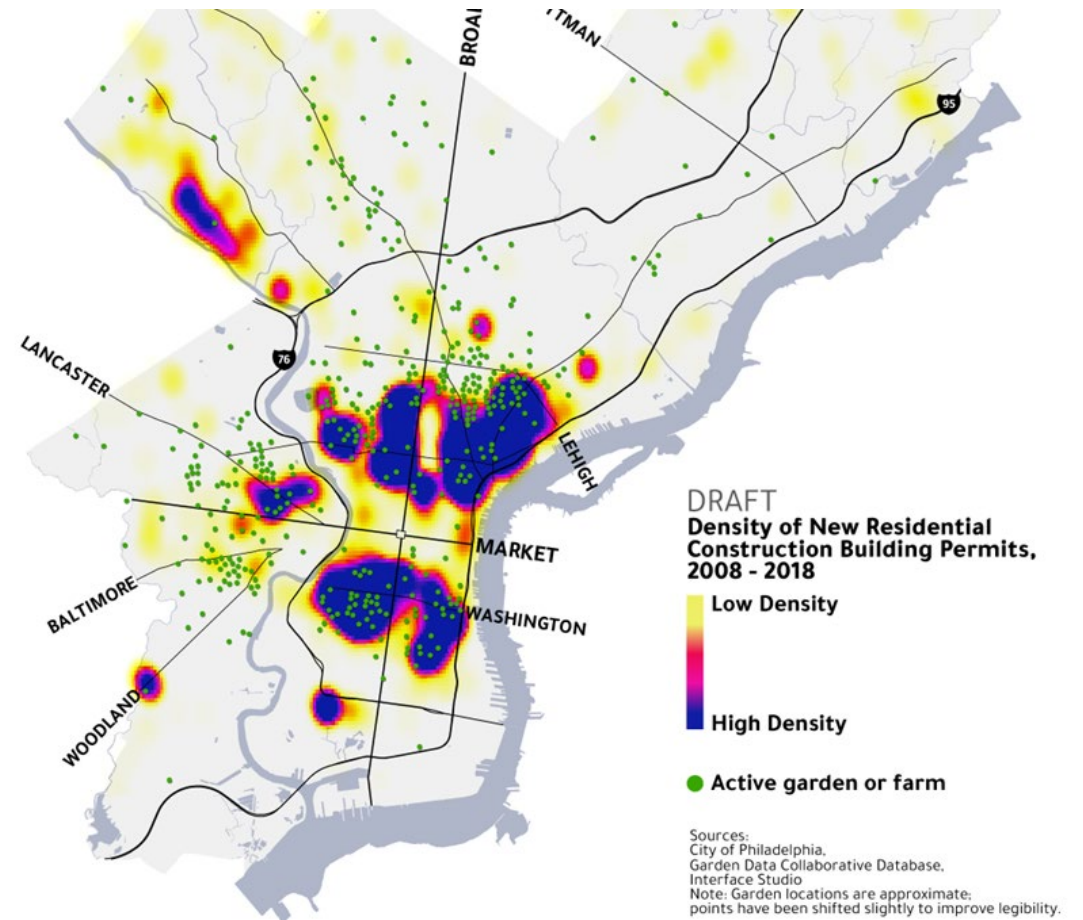 BROA
TTMAN
95
LANCASTER
76
LEHIGH
MARKET
BALTIMORE
WASHINGTON
WOODLAND
DRAFT
Density of New Residential
Construction Building Permits,
2008 - 2018
Low Density
High Density
Active garden or farm
Sources:
City of Philadelphia,
Garden Data Collaborative Database,
Interface Studio
Note: Garden locations are approximate;
points have been shifted slightly to improve legibility.